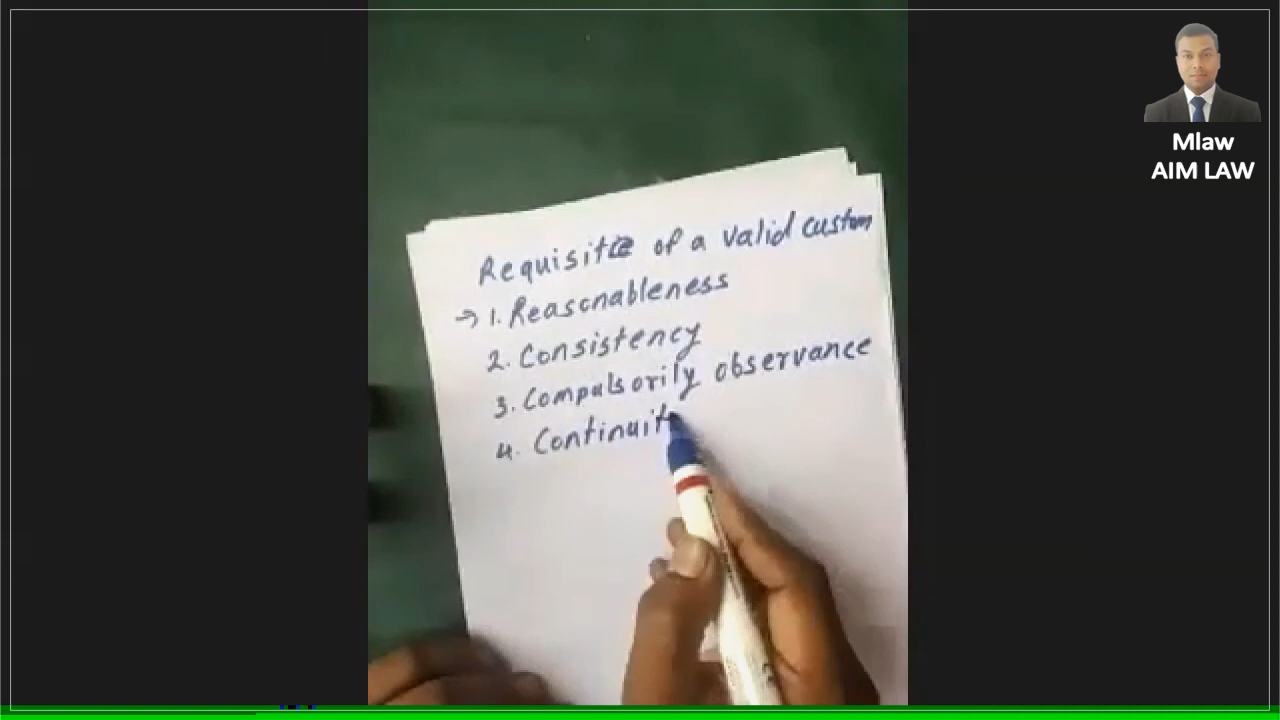 Requisite of a valid custom
→ 1. Reasonableness
2. Consistency
3. Compulsorily observance
4. Continuit
Mlaw
AIM LAW